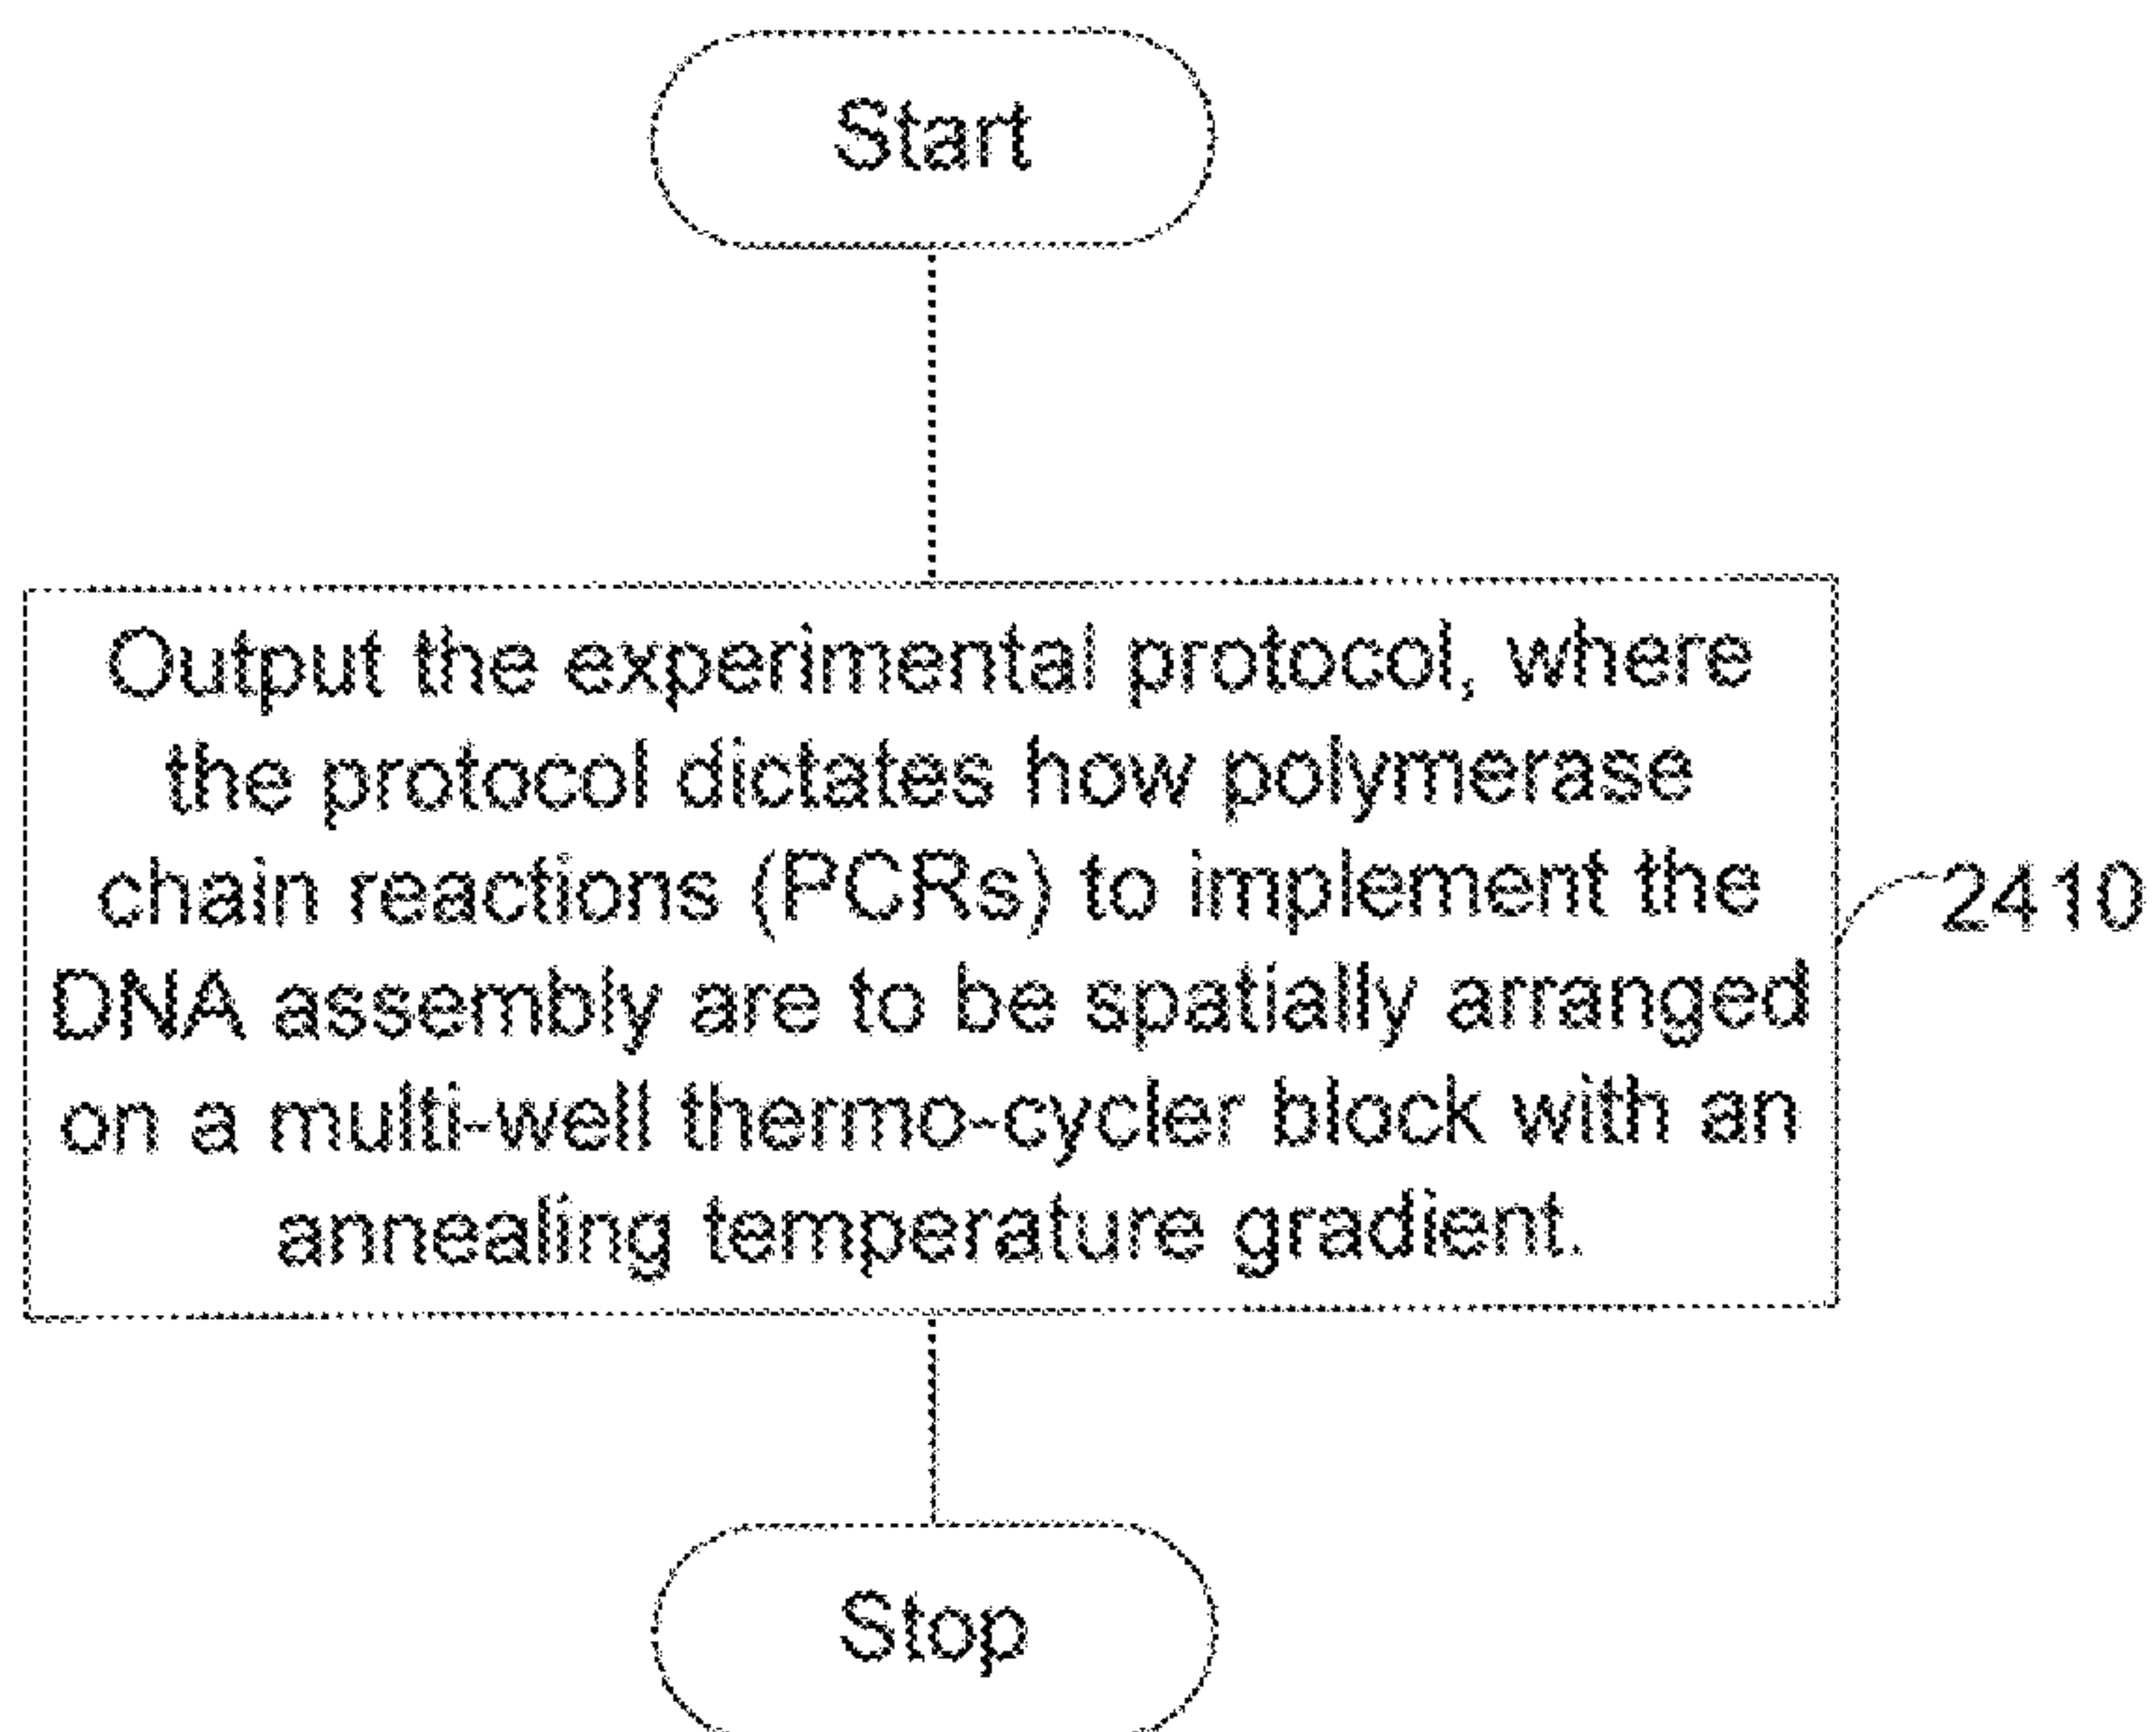 Start
Output the experimental protocol, where
the protocol dictates how polymerase
chain reactions (PCRs) to implement the
DNA assembly are to be spatially arranged
on a multi-well thermo-cycler block with an
annealing temperature gradient.
2410
Stop